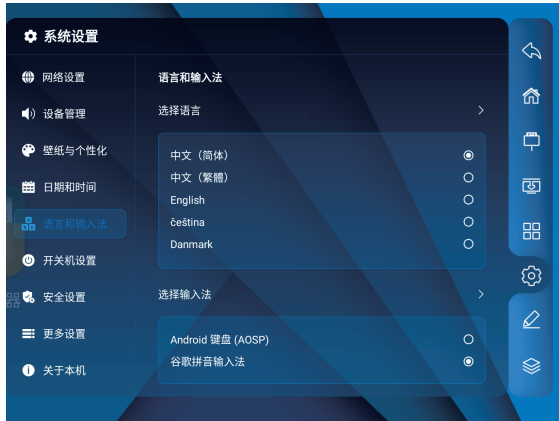 系统设置
网络设置
设备管理
壁纸与个性化
日期和时间
语言和输入法
开关机设置
安全设置
更多设置
关于本机
语言和输入法
选择语言
中文（简体）
中文（繁體）
English
čeština
Danmark
选择输入法
Android 键盘 (AOSP)
谷歌拼音输入法
器